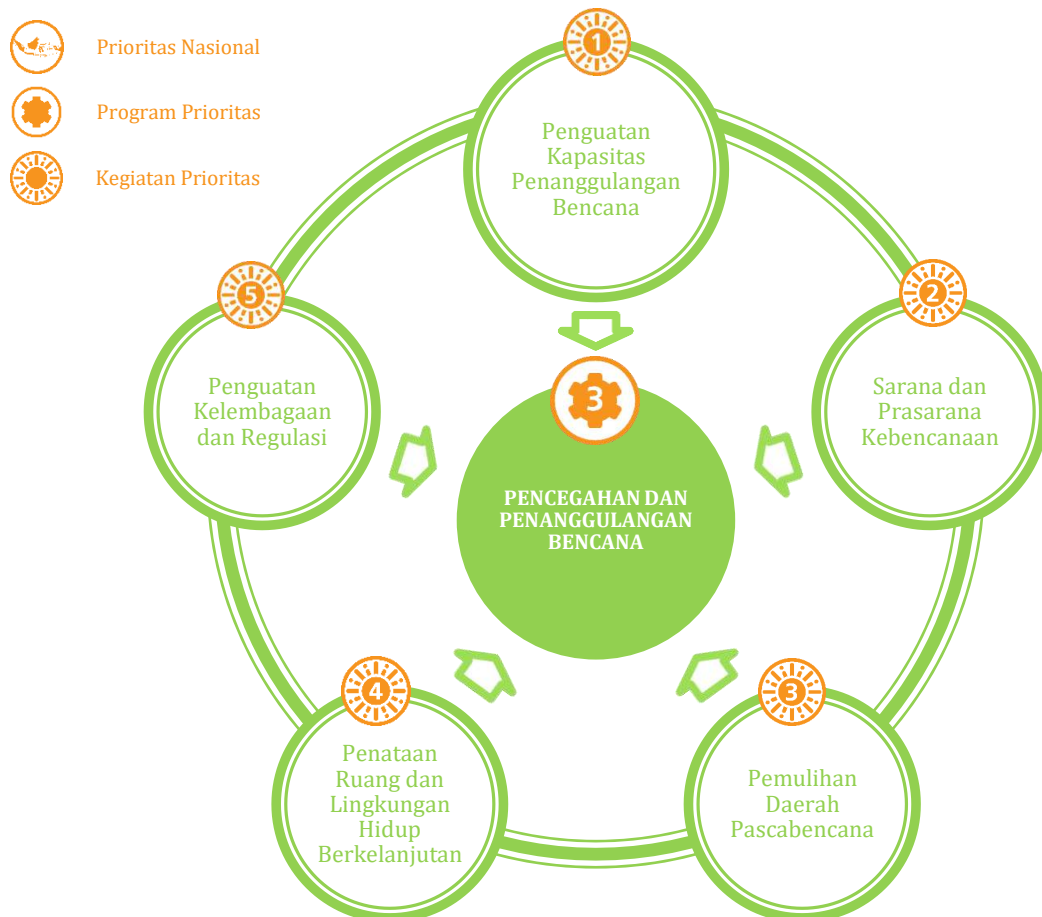 Prioritas Nasional
Program Prioritas
Kegiatan Prioritas
1
Penguatan
Kapasitas
Penanggulangan
Bencana
2
Sarana dan
Prasarana
Kebencanaan
3
Pemulihan
Daerah
Pascabencana
4
Penataan
Ruang dan
Lingkungan
Hidup
Berkelanjutan
5
Penguatan
Kelembagaan
dan Regulasi
3
PENCEGAHAN DAN
PENANGGULANGAN
BENCANA